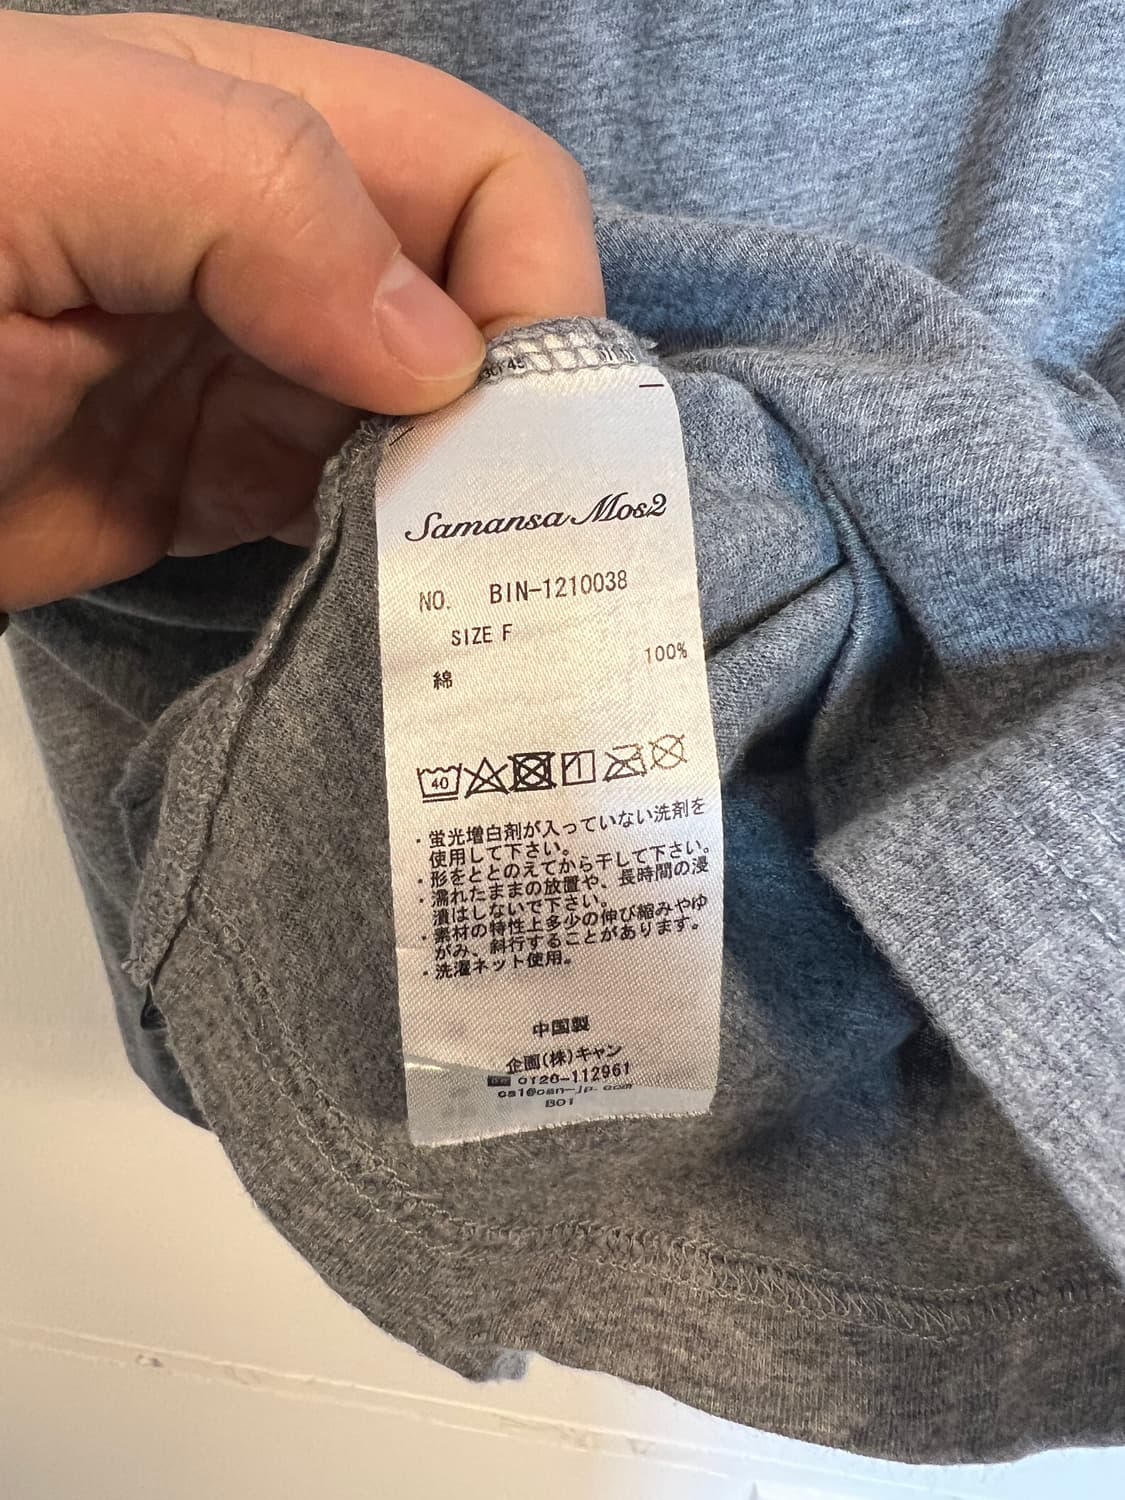 Samansa Mos2
NO. BIN-1210038
SIZE F
綿 100%
40
・蛍光増白剤が入っていない洗剤を
使用して下さい。
・形をととのえてから干して下さい。
・濡れたままの放置や、長時間の浸
漬はしないで下さい。
・素材の特性上多少の伸び縮みやゆ
がみ、斜行することがあります。
・洗濯ネット使用。
中国製
企画(株)キャン
0120-112961
cs1@can-jp.com
B01